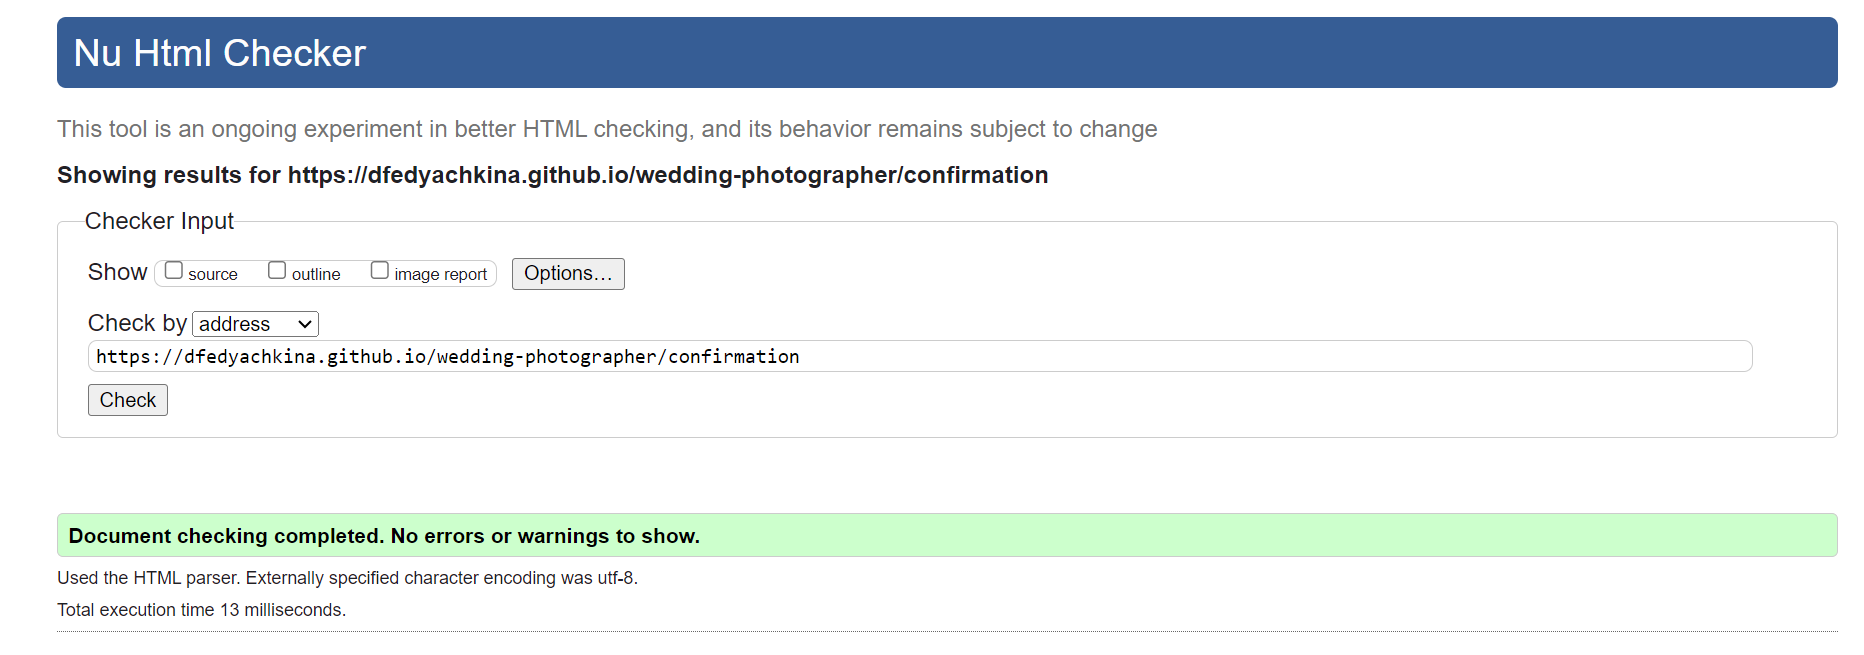 Nu Html Checker
This tool is an ongoing experiment in better HTML checking, and its behavior remains subject to change
Showing results for https://dfedyachkina.github.io/wedding-photographer/confirmation
Checker Input
Show source outline image report Options...
Check by address
https://dfedyachkina.github.io/wedding-photographer/confirmation
Check
Document checking completed. No errors or warnings to show.
Used the HTML parser. Externally specified character encoding was utf-8.
Total execution time 13 milliseconds.